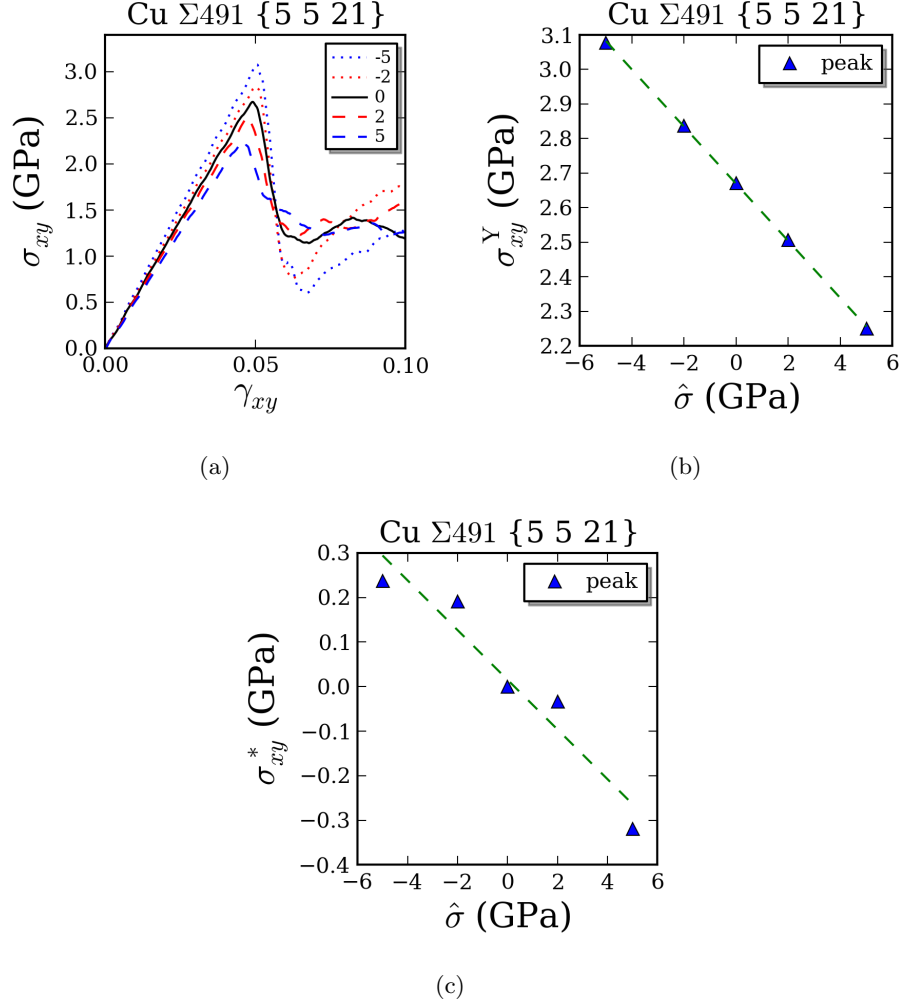 Cu Σ491 {5 5 21}
σxy (GPa)
3.0
2.5
2.0
1.5
1.0
0.5
0.0
-5
-2
0
2
5
0.00 0.05 0.10
γxy
(a)
Cu Σ491 {5 5 21}
σYxy (GPa)
3.1
3.0
2.9
2.8
2.7
2.6
2.5
2.4
2.3
2.2
peak
−6 −4 −2 0 2 4 6
σ̂ (GPa)
(b)
Cu Σ491 {5 5 21}
σ*xy (GPa)
0.3
0.2
0.1
0.0
−0.1
−0.2
−0.3
−0.4
peak
−6 −4 −2 0 2 4 6
σ̂ (GPa)
(c)